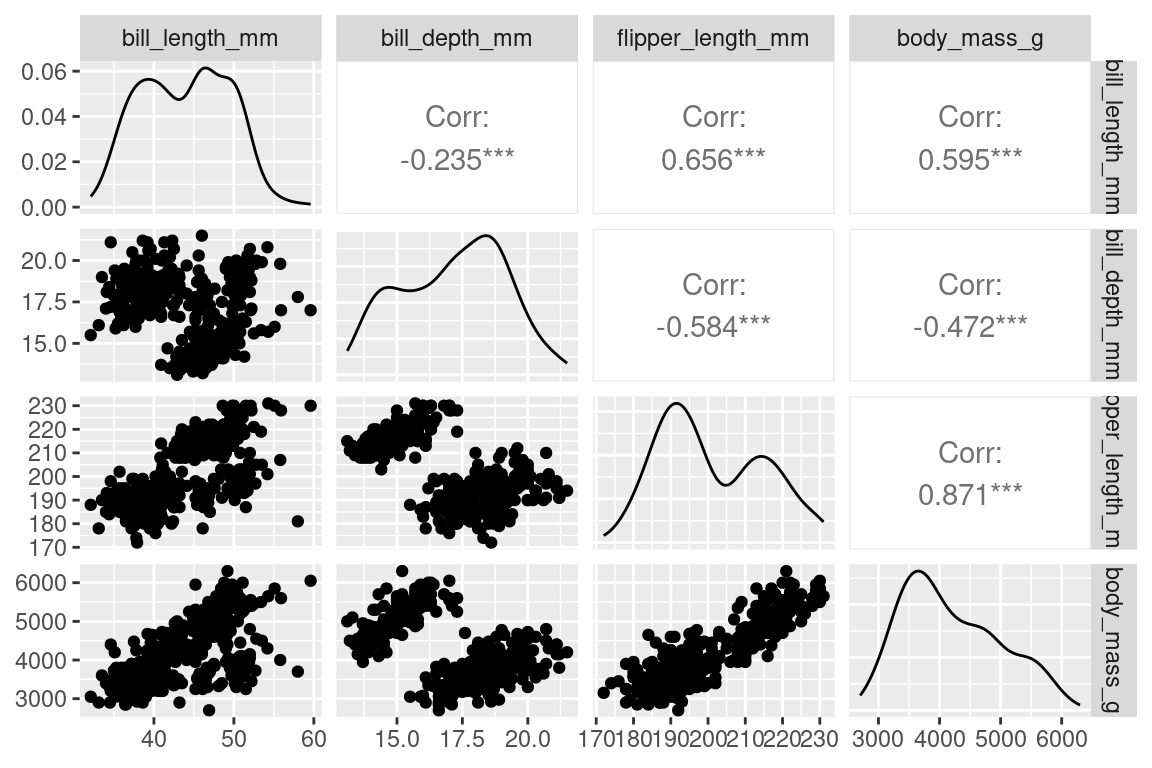 bill_length_mm bill_depth_mm flipper_length_mm body_mass_g
0.06
0.04
0.02
0.00
Corr:
-0.235***
Corr:
0.656***
Corr:
0.595***
bill_length_mm
20.0
17.5
15.0
Corr:
-0.584***
Corr:
-0.472***
bill_depth_mm
230
220
210
200
190
180
170
Corr:
0.871***
pper_length_m
6000
5000
4000
3000
body_mass_g
40 50 60
15.0 17.5 20.0
170 180 190 200 210 220 230
3000 4000 5000 6000